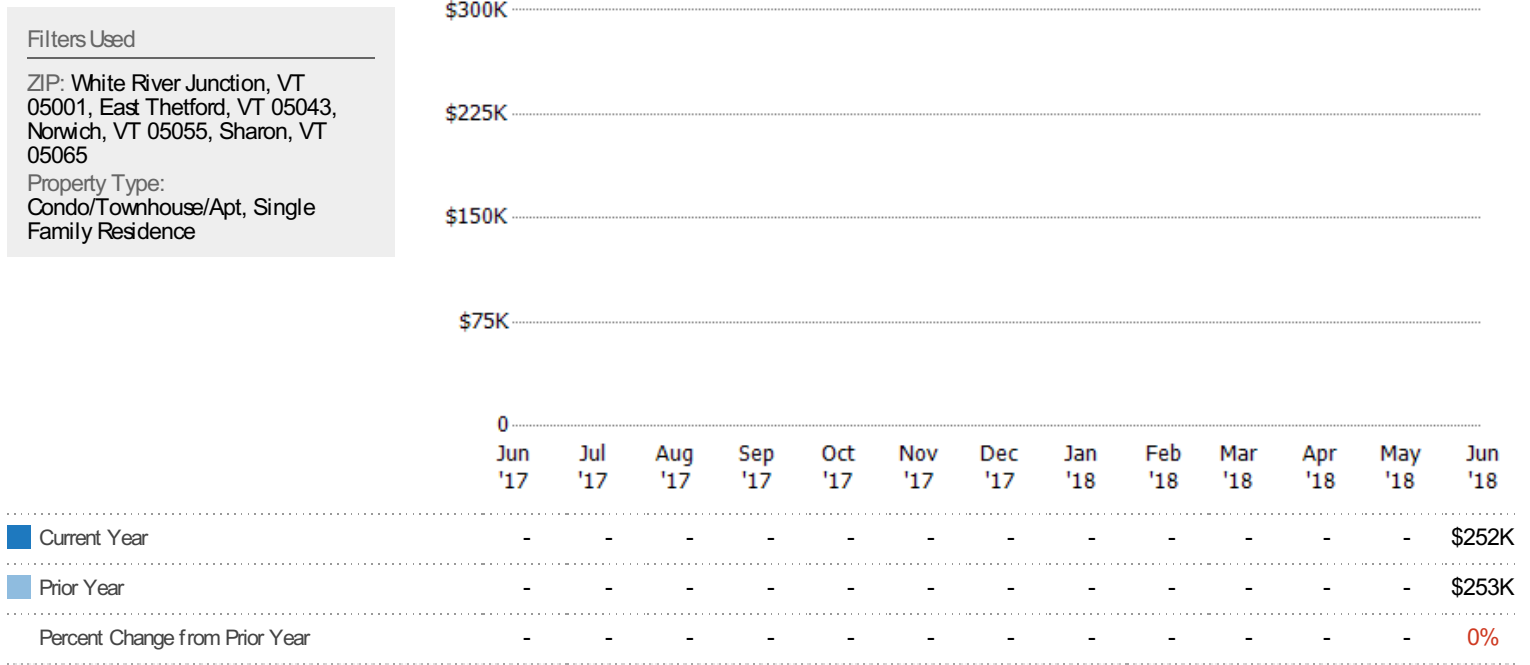 Filters Used
ZIP: White River Junction, VT
05001, East Thetford, VT 05043,
Norwich, VT 05055, Sharon, VT
05065
Property Type:
Condo/Townhouse/Apt, Single
Family Residence
$300K
$225K
$150K
$75K
0
Jun Jul Aug Sep Oct Nov Dec Jan Feb Mar Apr May Jun
'17 '17 '17 '17 '17 '17 '17 '18 '18 '18 '18 '18 '18
Current Year - - - - - - - - - - - - $252K
Prior Year - - - - - - - - - - - - $253K
Percent Change from Prior Year - - - - - - - - - - - - 0%